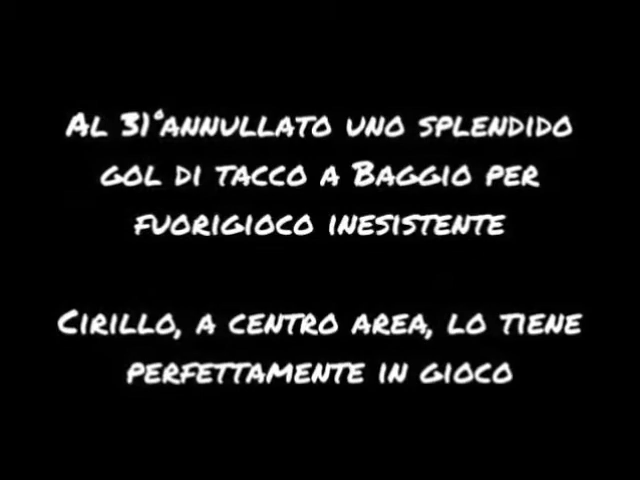 Al 31°annullato uno splendido
gol di tacco a Baggio per
fuorigioco inesistente
Cirillo, a centro area, lo tiene
perfettamente in gioco